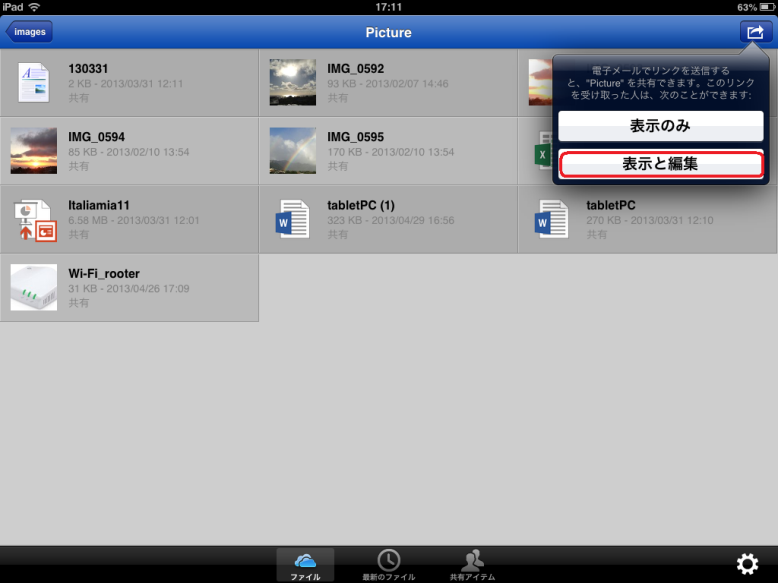 iPad 17:11 63%
images Picture
130331
2 KB - 2013/03/31 12:11
共有
IMG_0592
93 KB - 2013/02/07 14:46
共有
電子メールでリンクを送信する
と、"Picture" を共有できます。このリンク
を受け取った人は、次のことができます:
表示のみ
表示と編集
IMG_0594
85 KB - 2013/02/10 13:54
共有
IMG_0595
170 KB - 2013/02/10 13:54
共有
Italiamia11
6.58 MB - 2013/03/31 12:01
共有
tabletPC (1)
323 KB - 2013/04/29 16:56
共有
tabletPC
270 KB - 2013/03/31 12:10
共有
Wi-Fi_rooter
31 KB - 2013/04/26 17:09
共有
ファイル 最新のファイル 共有アイテム